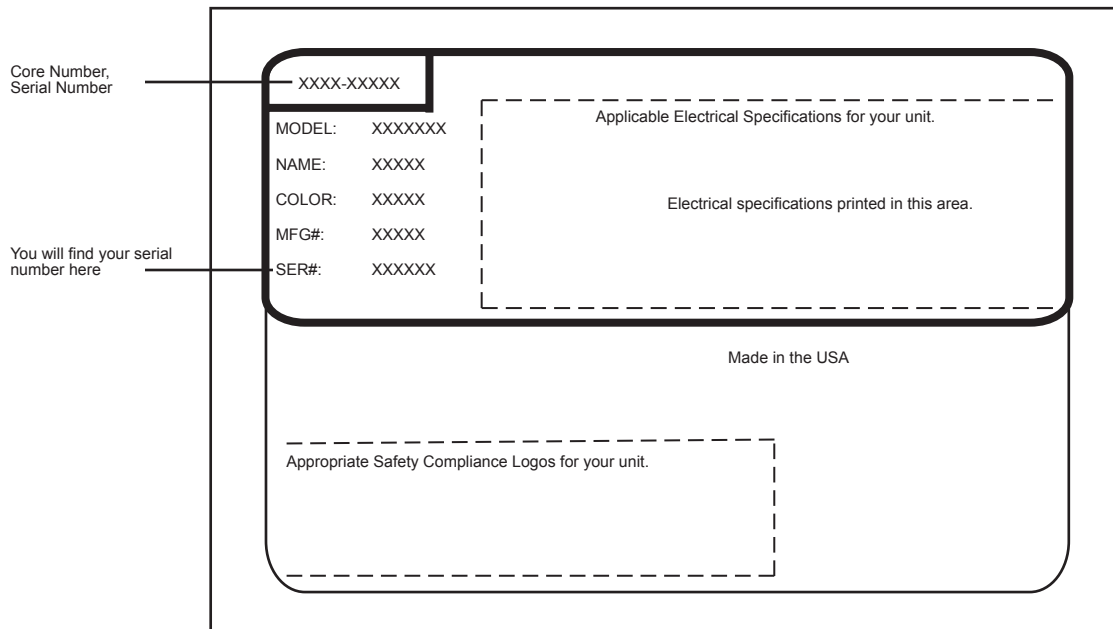 Core Number,
Serial Number
XXXX-XXXXX
MODEL: XXXXXXX
NAME: XXXXX
COLOR: XXXXX
MFG#: XXXXX
You will find your serial
number here
SER#: XXXXXX
Applicable Electrical Specifications for your unit.
Electrical specifications printed in this area.
Made in the USA
Appropriate Safety Compliance Logos for your unit.